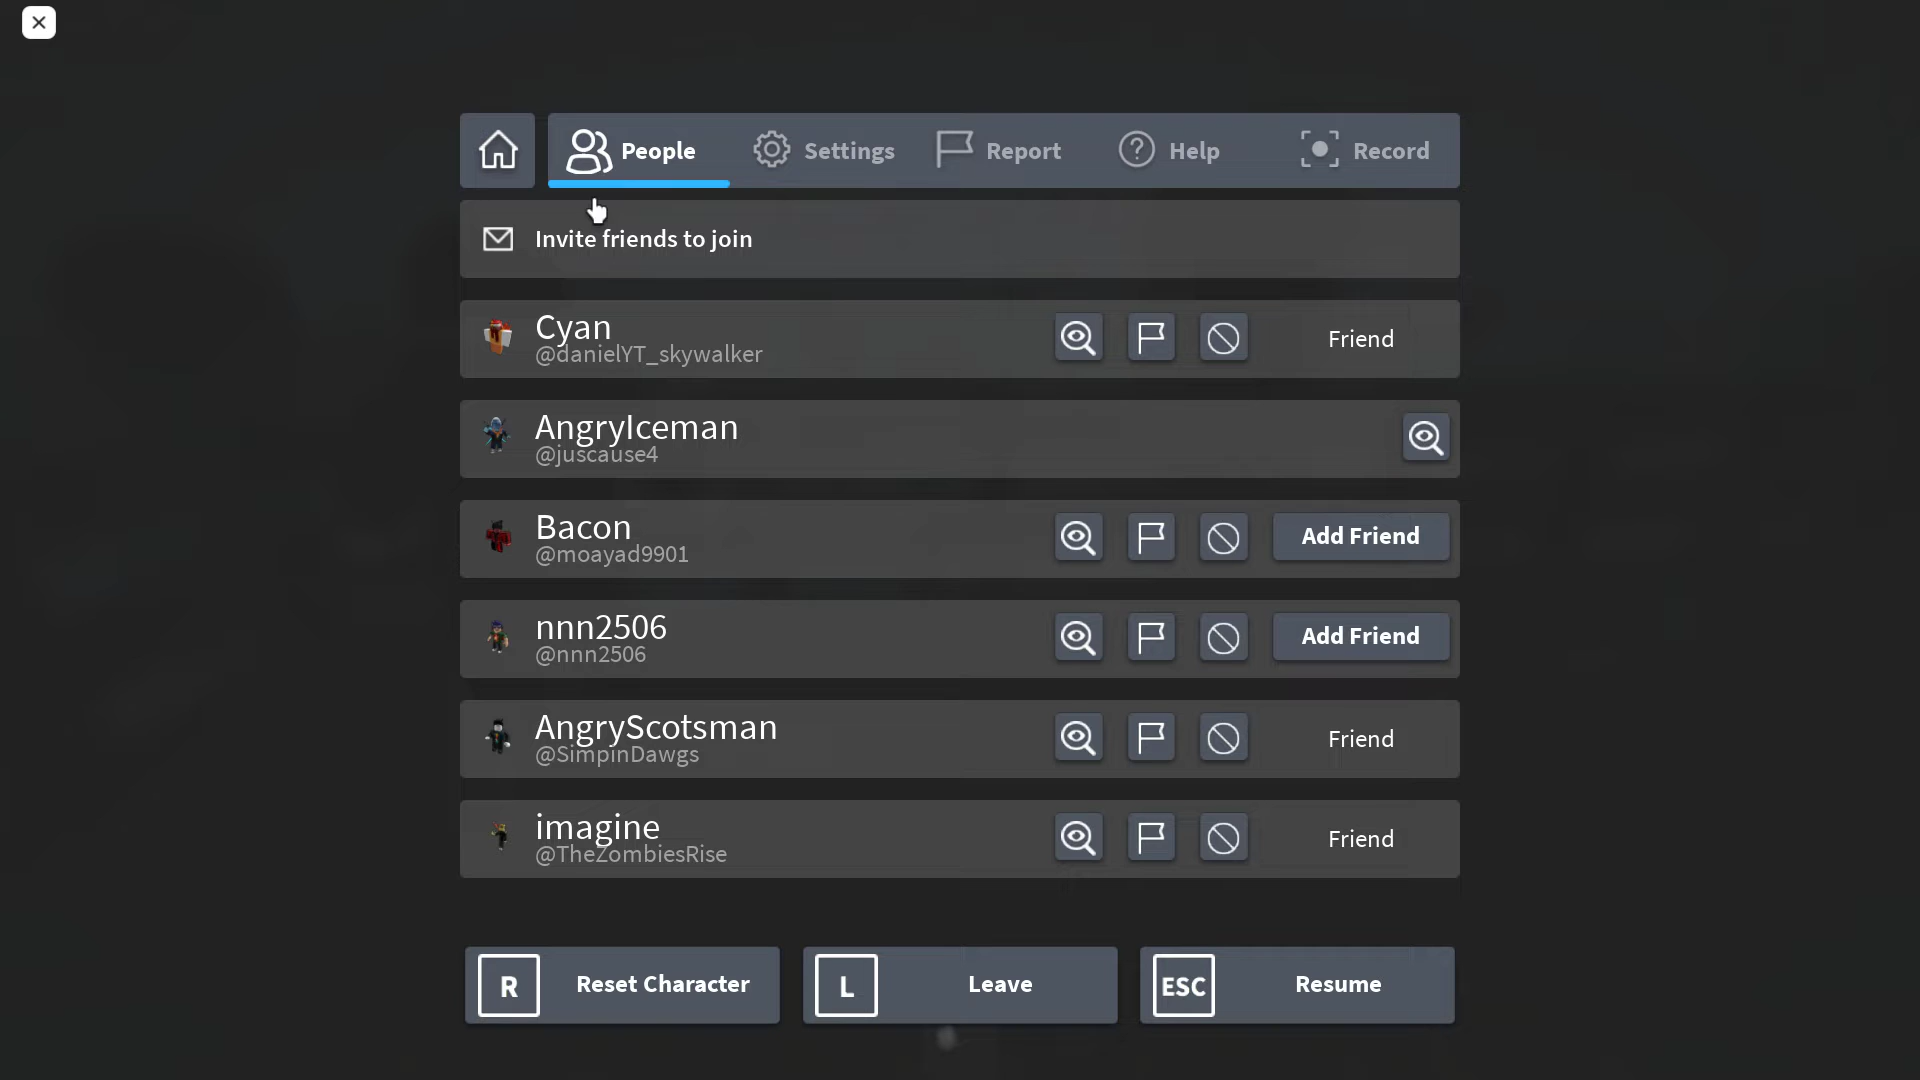 People
Settings
Report
Help
Record
Invite friends to join
Cyan
@danielYT_skywalker
Friend
AngryIceman
@juscause4
Bacon
@moayad9901
Add Friend
nnn2506
@nnn2506
Add Friend
AngryScotsman
@SimpinDawgs
Friend
imagine
@TheZombiesRise
Friend
R Reset Character
L Leave
ESC Resume